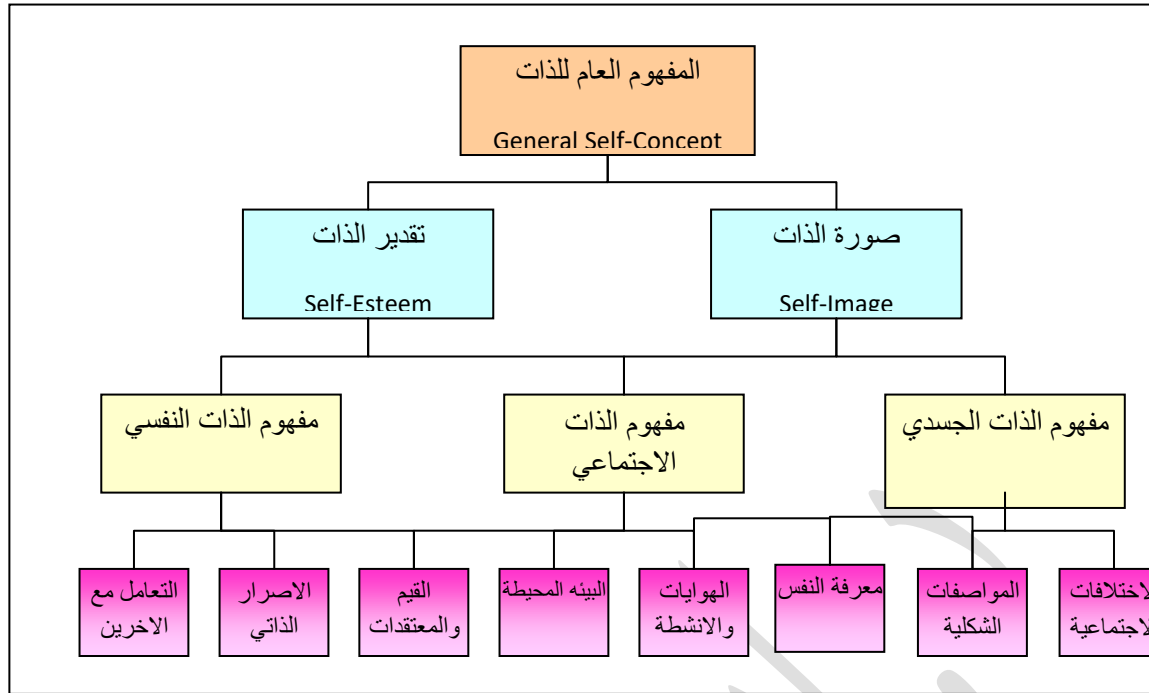 المفهوم العام للذات
General Self-Concept
صورة الذات
Self-Image
تقدير الذات
Self-Esteem
مفهوم الذات الجسدي
مفهوم الذات
الاجتماعي
مفهوم الذات النفسي
لاختلافات
لاجتماعية
المواصفات
الشكلية
معرفة النفس
الهوايات
والانشطة
البيئه المحيطة
القيم
والمعتقدات
الاصرار
الذاتي
التعامل مع
الاخرين